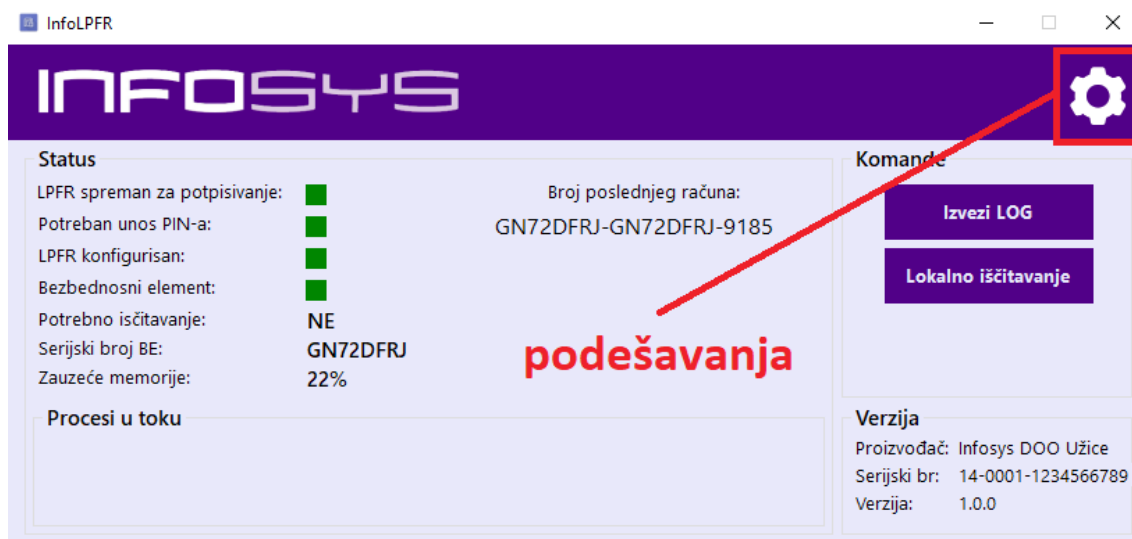 InfoLPFR
INFOSYS
Status
LPFR spreman za potpisivanje:
Potreban unos PIN-a:
LPFR konfigurisan:
Bezbednosni element:
Potrebno isčitavanje: NE
Serijski broj BE: GN72DFRJ
Zauzeće memorije: 22%
Broj poslednjeg računa:
GN72DFRJ-GN72DFRJ-9185
podešavanja
Procesi u toku
Komande
Izvezi LOG
Lokalno iščitavanje
Verzija
Proizvođač: Infosys DOO Užice
Serijski br: 14-0001-1234566789
Verzija: 1.0.0